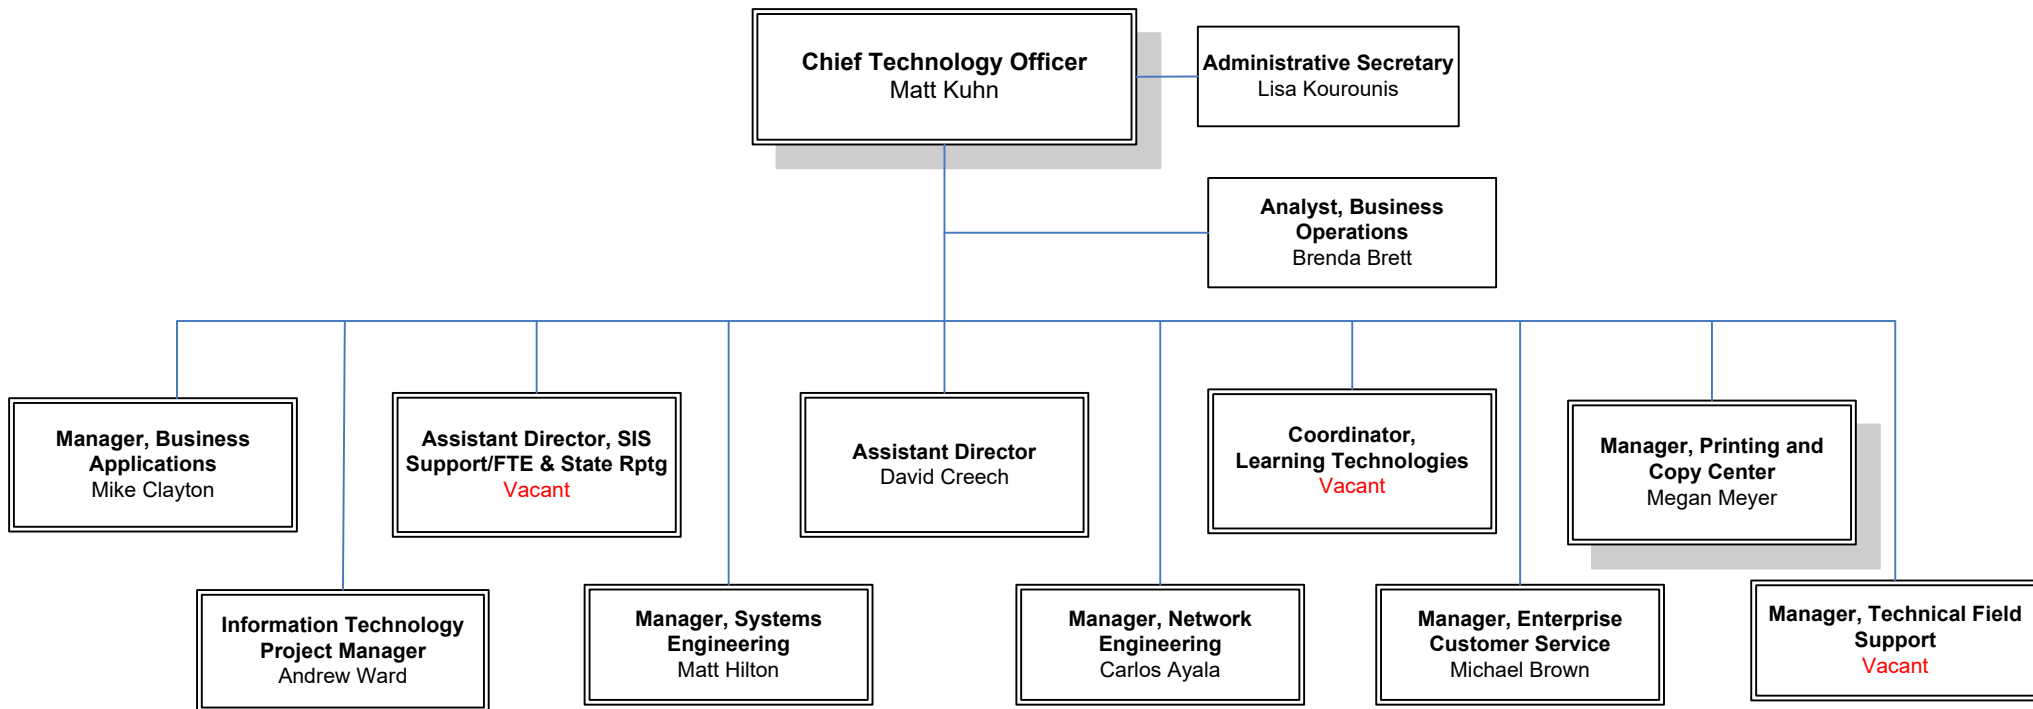 Chief Technology Officer
Matt Kuhn
Administrative Secretary
Lisa Kourounis
Analyst, Business
Operations
Brenda Brett
Manager, Business
Applications
Mike Clayton
Assistant Director, SIS
Support/FTE & State Rptg
Vacant
Assistant Director
David Creech
Coordinator,
Learning Technologies
Vacant
Manager, Printing and
Copy Center
Megan Meyer
Information Technology
Project Manager
Andrew Ward
Manager, Systems
Engineering
Matt Hilton
Manager, Network
Engineering
Carlos Ayala
Manager, Enterprise
Customer Service
Michael Brown
Manager, Technical Field
Support
Vacant